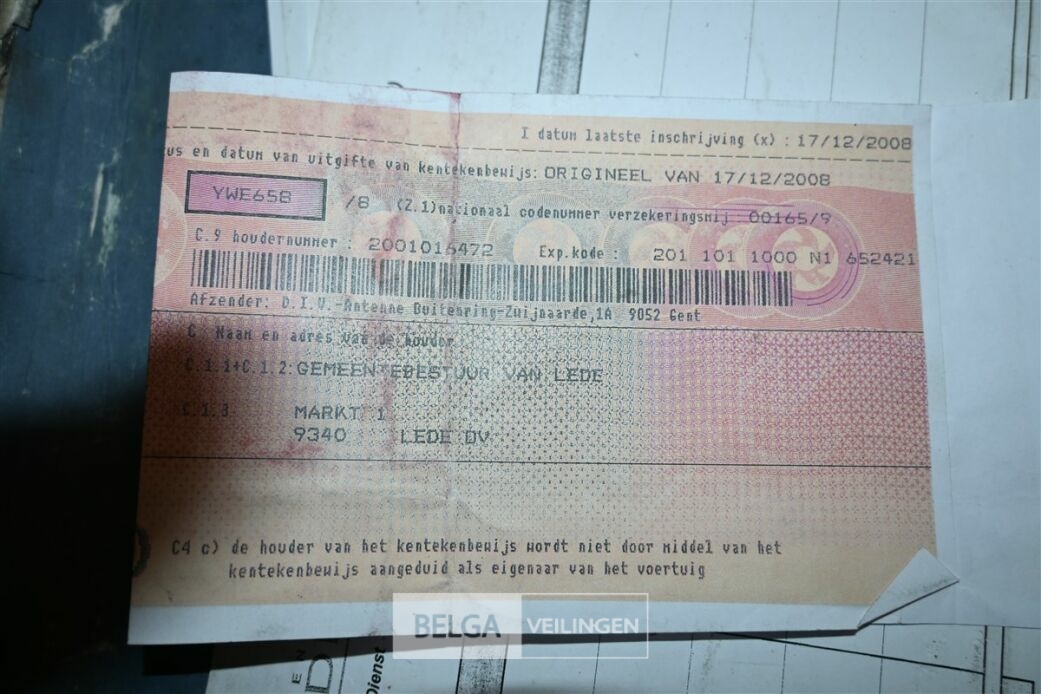 I datum laatste inschrijving (x) : 17/12/2008
us en datum van uitgifte van kentekenbewijs: ORIGINEEL VAN 17/12/2008
YWE658 /8 (Z.1)nationaal codenummer verzekeringsmij 00165/9
C.9 houdernummer : 2001016472 Exp.kode : 201 101 1000 N1 652421
Afzender: D.I.V.-Antenne Buitenring-Zwijnaarde,1A 9052 Gent
C Naam en adres van de houder
C.1.1+C.1.2: GEMEENTEBESTUUR VAN LEDE
C.1.3 MARKT 1
9340 LEDE DV
C4 c) de houder van het kentekenbewijs wordt niet door middel van het
kentekenbewijs aangeduid als eigenaar van het voertuig
BELGA VEILINGEN
EN
D
Dienst